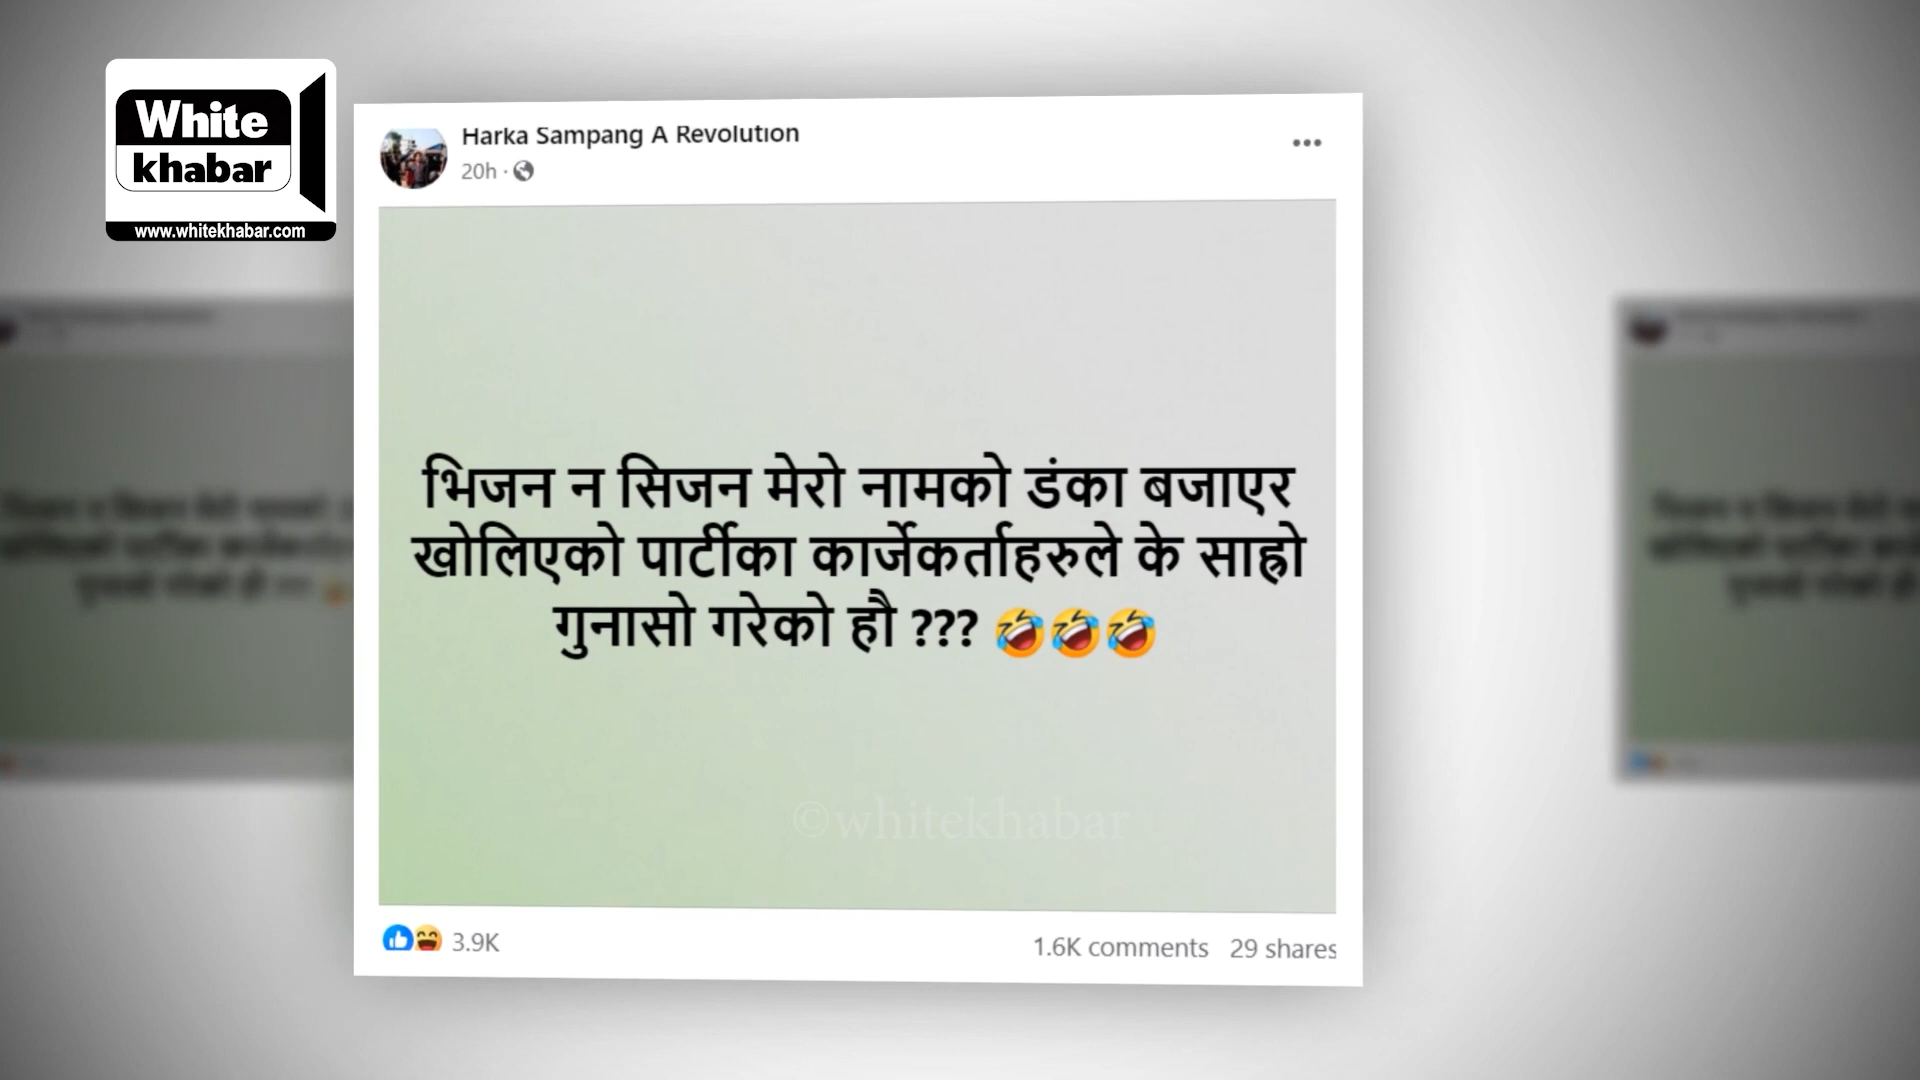 White
khabar
www.whitekhabar.com
Harka Sampang A Revolution
20h ·
भिजन न सिजन मेरो नामको डंका बजाएर
खोलिएको पार्टीका कार्जेकर्ताहरुले के साह्रो
गुनासो गरेको हौ ??? 🤣🤣🤣
©whitekhabar
3.9K
1.6K comments 29 shares